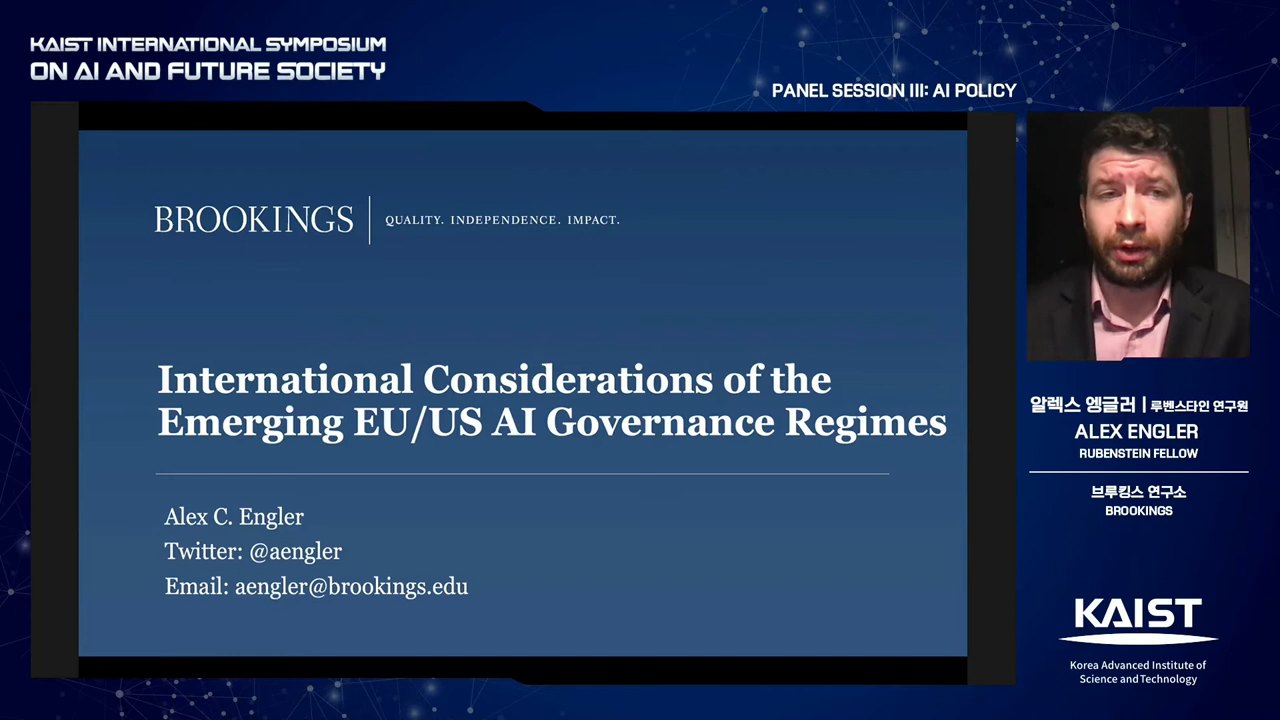 KAIST INTERNATIONAL SYMPOSIUM
ON AI AND FUTURE SOCIETY
PANEL SESSION III: AI POLICY
BROOKINGS
QUALITY. INDEPENDENCE. IMPACT.
International Considerations of the
Emerging EU/US AI Governance Regimes
Alex C. Engler
Twitter: @aengler
Email: aengler@brookings.edu
알렉스 엥글러 | 루벤스타인 연구원
ALEX ENGLER
RUBENSTEIN FELLOW
브루킹스 연구소
BROOKINGS
KAIST
Korea Advanced Institute of
Science and Technology